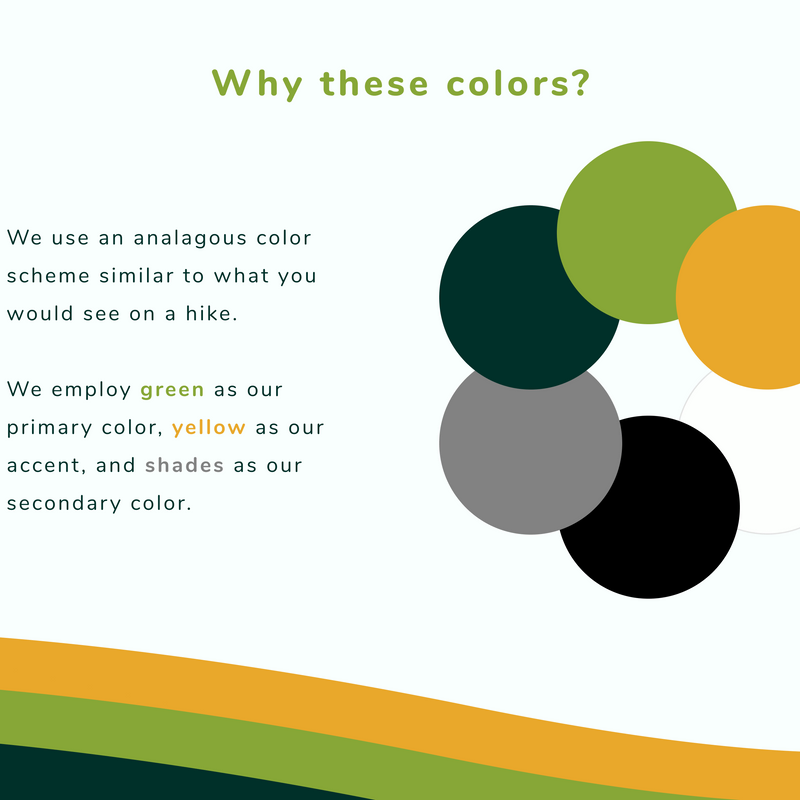 Why these colors?
We use an analagous color
scheme similar to what you
would see on a hike.
We employ green as our
primary color, yellow as our
accent, and shades as our
secondary color.